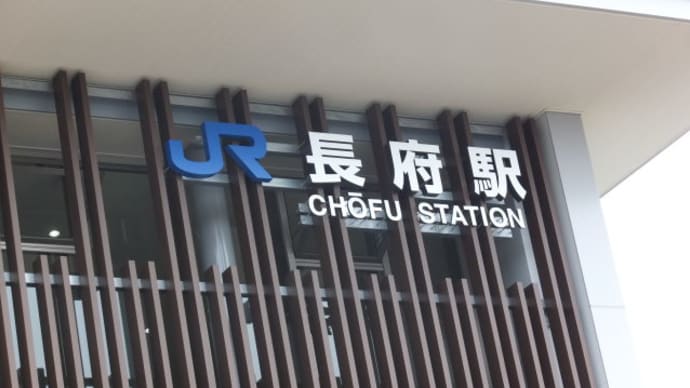 JR 長府駅
CHŌFU STATION